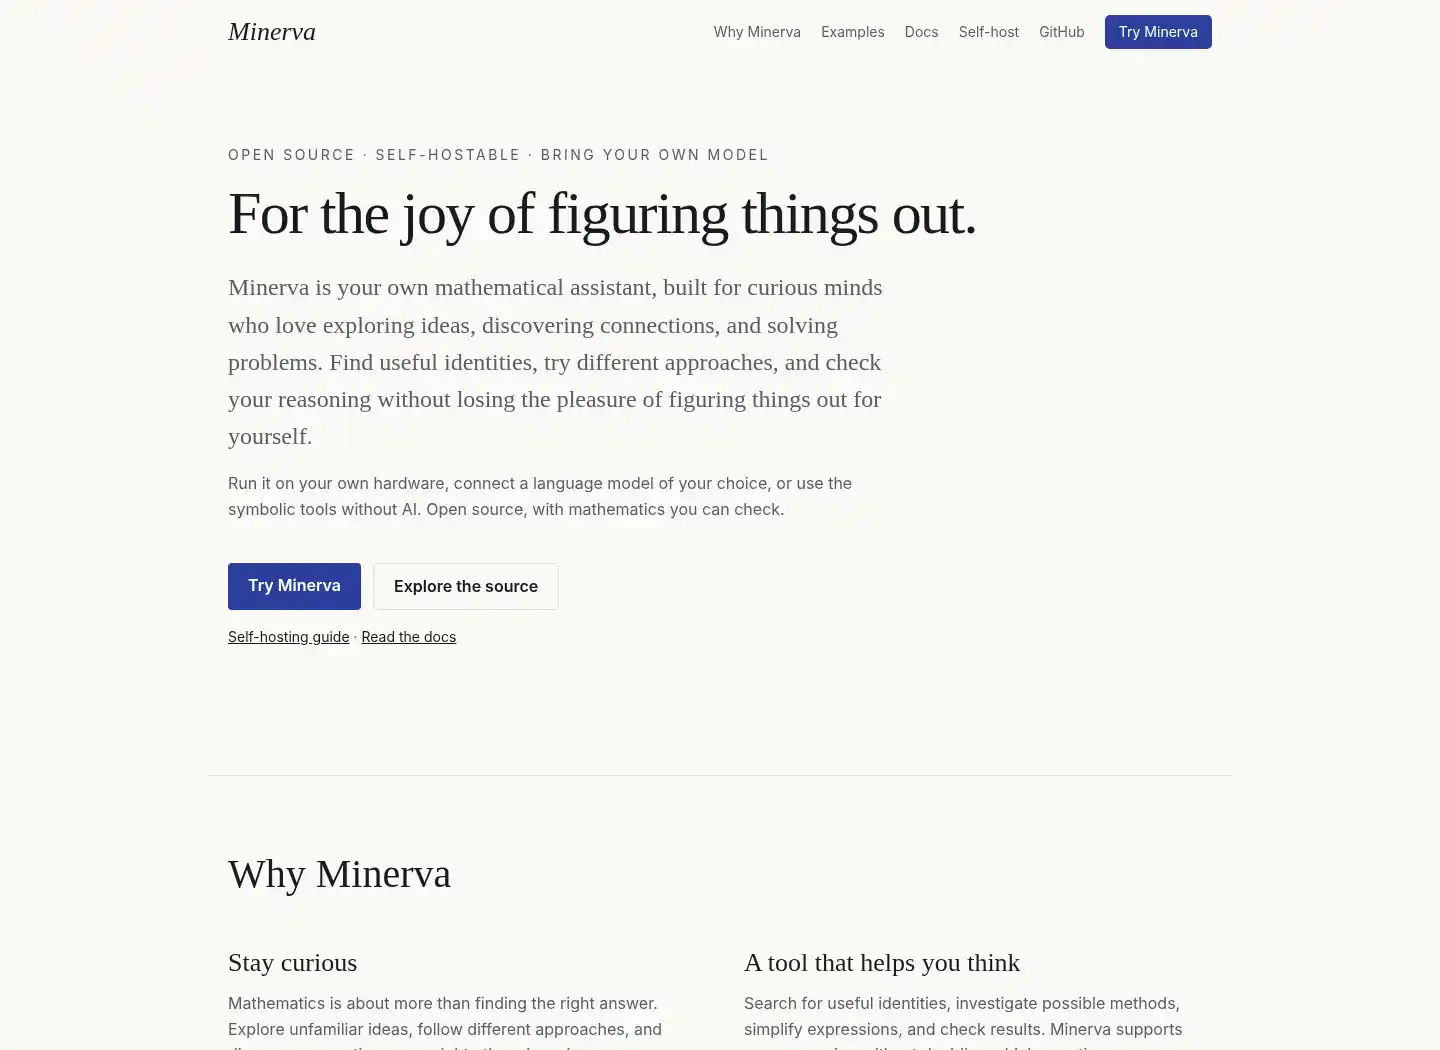 Minerva
Why Minerva
Examples
Docs
Self-host
GitHub
Try Minerva
OPEN SOURCE · SELF-HOSTABLE · BRING YOUR OWN MODEL
For the joy of figuring things out.
Minerva is your own mathematical assistant, built for curious minds
who love exploring ideas, discovering connections, and solving
problems. Find useful identities, try different approaches, and check
your reasoning without losing the pleasure of figuring things out for
yourself.
Run it on your own hardware, connect a language model of your choice, or use the
symbolic tools without AI. Open source, with mathematics you can check.
Try Minerva
Explore the source
Self-hosting guide · Read the docs
Why Minerva
Stay curious
Mathematics is about more than finding the right answer.
Explore unfamiliar ideas, follow different approaches, and
A tool that helps you think
Search for useful identities, investigate possible methods,
simplify expressions, and check results. Minerva supports